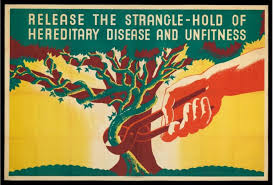 RELEASE THE STRANGLE-HOLD OF
HEREDITARY DISEASE AND UNFITNESS